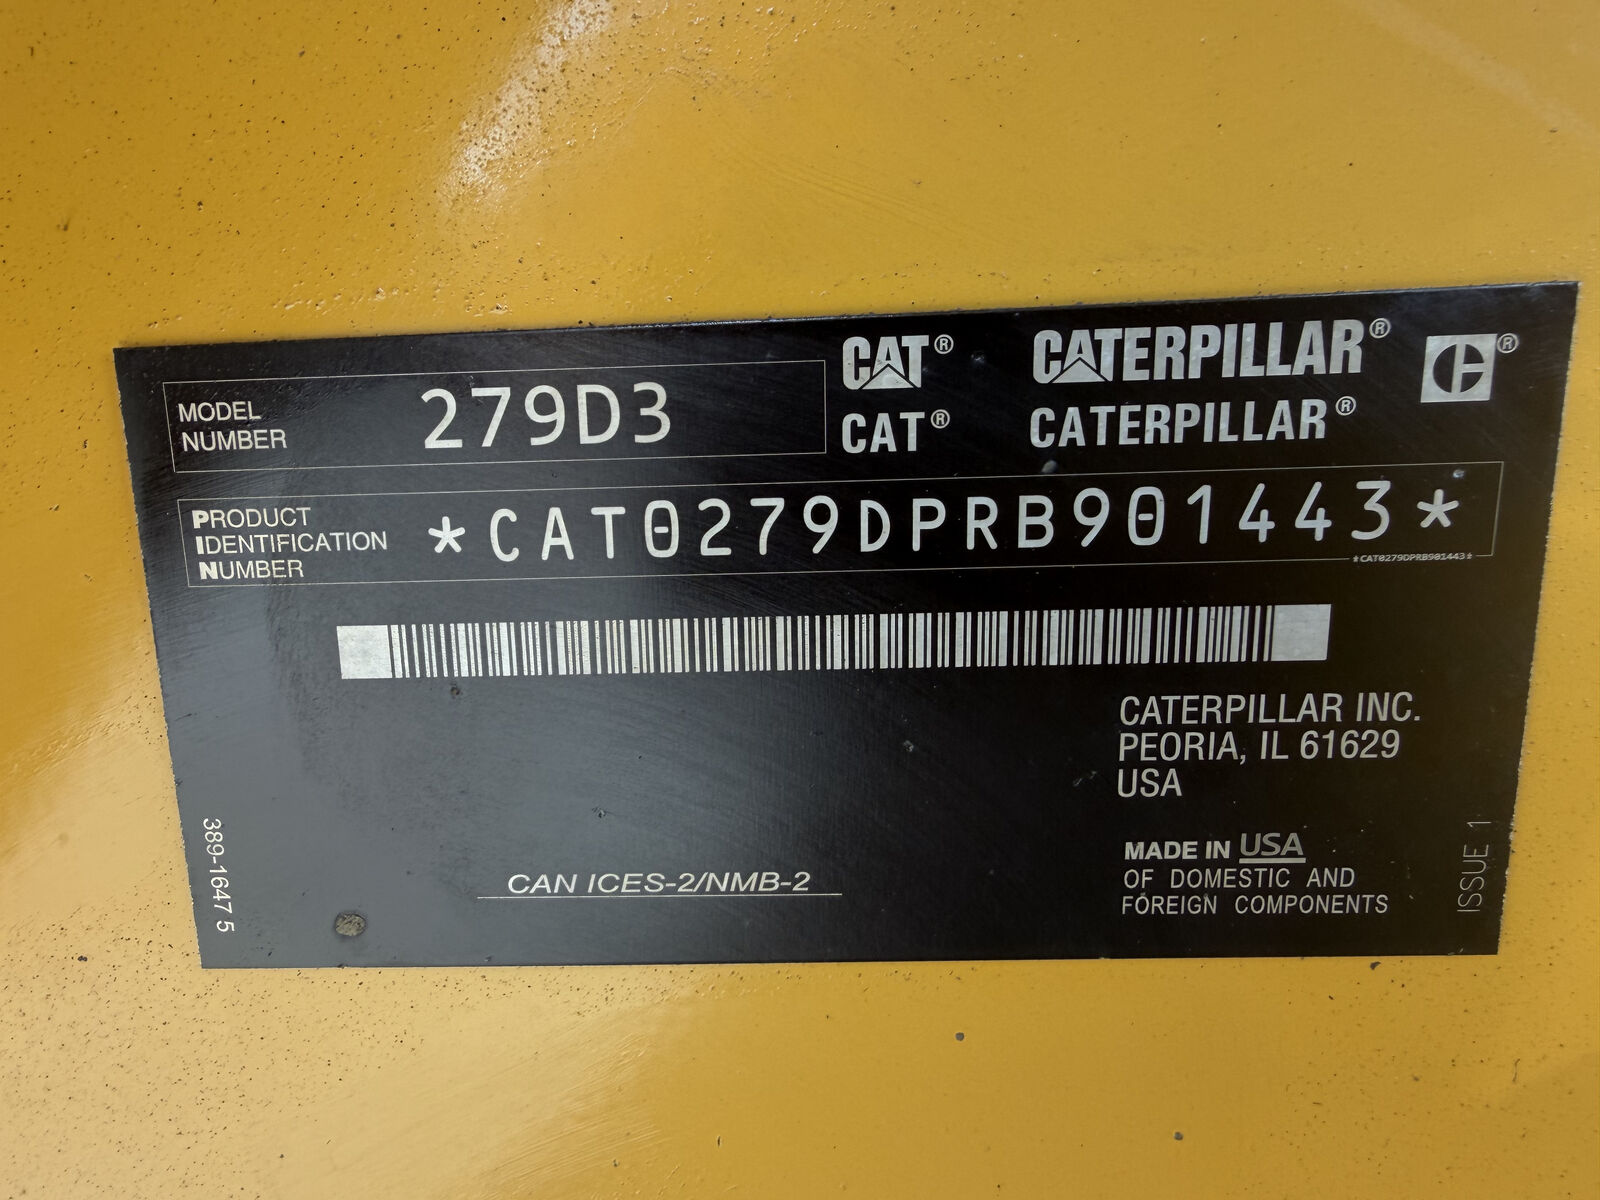 MODEL
NUMBER
279D3
CAT®
CATERPILLAR®
CAT®
CATERPILLAR®
®
PRODUCT
IDENTIFICATION
NUMBER
*CAT0279DPRB901443*
*CAT0279DPRB901443*
CATERPILLAR INC.
PEORIA, IL 61629
USA
MADE IN USA
OF DOMESTIC AND
FOREIGN COMPONENTS
CAN ICES-2/NMB-2
389-1647 5
ISSUE 1